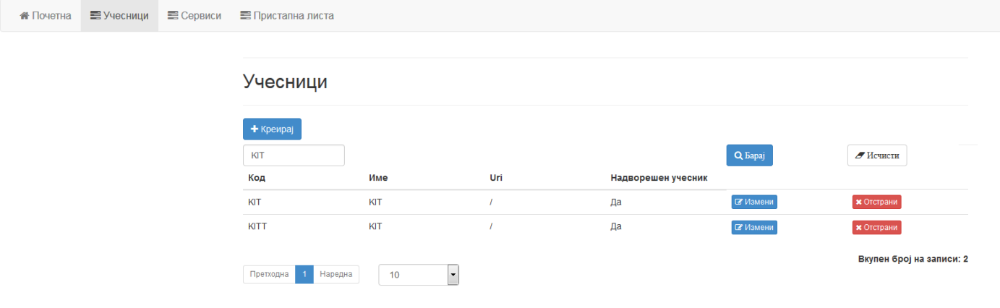 Почетна Учесници Сервиси Пристапна листа
Учесници
Креирај
KIT Барај Исчисти
Код Име Uri Надворешен учесник
KIT KIT / Да Измени Отстрани
KITT KIT / Да Измени Отстрани
Вкупен број на записи: 2
Претходна 1 Наредна 10